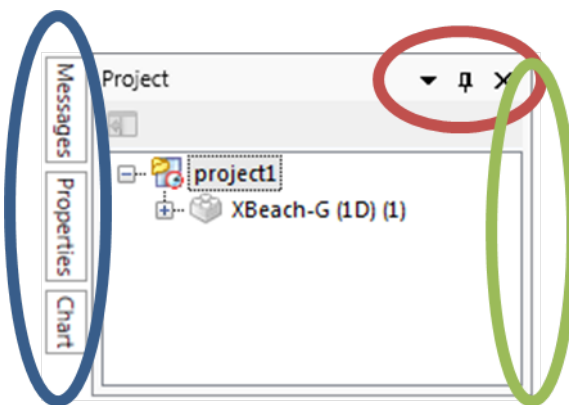 Messages
Properties
Chart
Project
project1
XBeach-G (1D) (1)